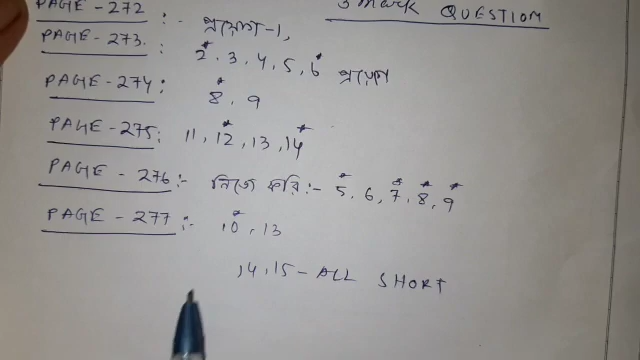 PAGE-272 :- প্রয়োগ-1,
3 mark QUESTION
PAGE-273. : 2*, 3, 4, 5, 6* প্রয়োগ
PAGE-274 : 8*, 9
PAGE-275 : 11, 12*, 13, 14*
PAGE-276 :- নিজে করি :- 5*, 6, 7*, 8*, 9*
PAGE-277 :- 10*, 13
14, 15 - ALL SHORT